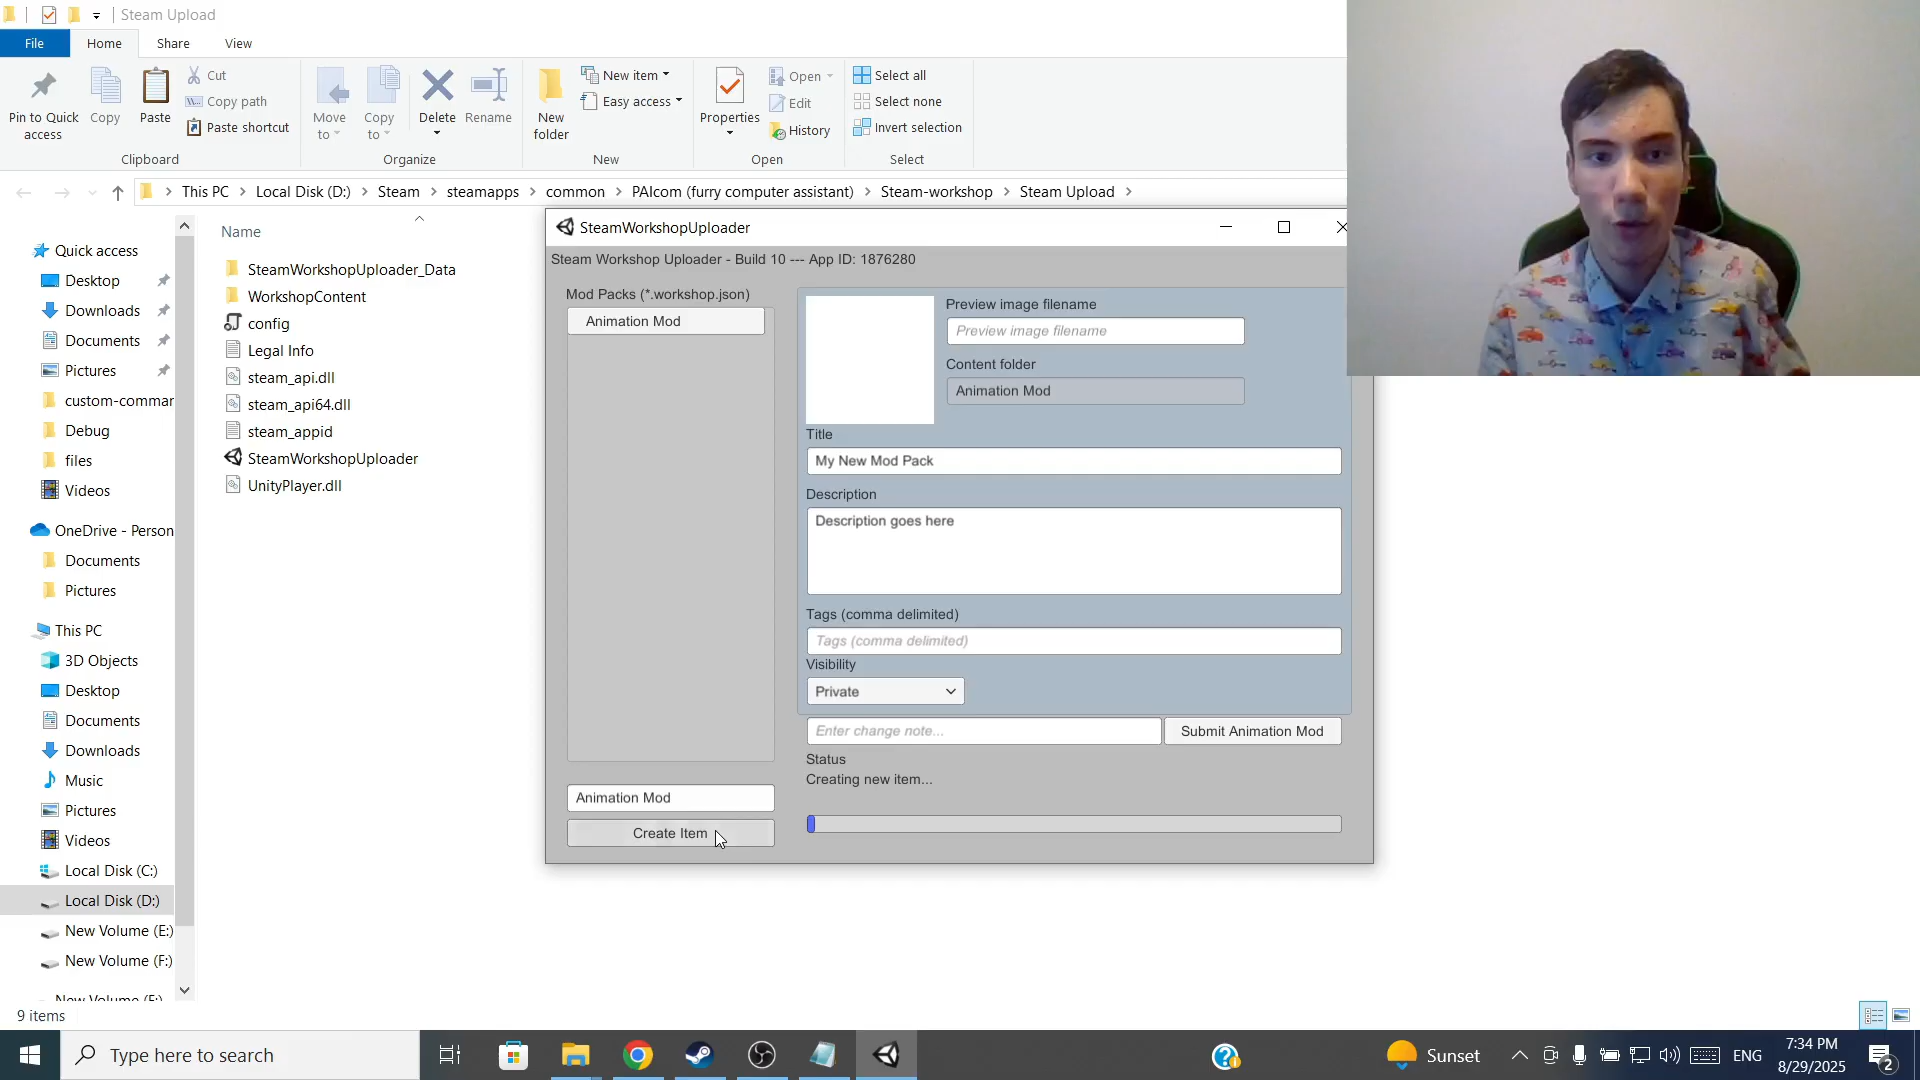 Steam Upload
File
Home
Share
View
Pin to Quick access
Copy
Paste
Cut
Copy path
Paste shortcut
Clipboard
Move to
Copy to
Delete
Rename
Organize
New folder
New item
Easy access
New
Properties
Open
Edit
History
Open
Select all
Select none
Invert selection
Select
This PC > Local Disk (D:) > Steam > steamapps > common > PAIcom (furry computer assistant) > Steam-workshop > Steam Upload >
Quick access
Desktop
Downloads
Documents
Pictures
custom-commar
Debug
files
Videos
OneDrive - Person
Documents
Pictures
This PC
3D Objects
Desktop
Documents
Downloads
Music
Pictures
Videos
Local Disk (C:)
Local Disk (D:)
New Volume (E:)
New Volume (F:)
New Volume (E:)
9 items
Name
SteamWorkshopUploader_Data
WorkshopContent
config
Legal Info
steam_api.dll
steam_api64.dll
steam_appid
SteamWorkshopUploader
UnityPlayer.dll
SteamWorkshopUploader
Steam Workshop Uploader - Build 10 --- App ID: 1876280
Mod Packs (*.workshop.json)
Animation Mod
Animation Mod
Create Item
Preview image filename
Preview image filename
Content folder
Animation Mod
Title
My New Mod Pack
Description
Description goes here
Tags (comma delimited)
Tags (comma delimited)
Visibility
Private
Enter change note...
Submit Animation Mod
Status
Creating new item...
Type here to search
Sunset
ENG
7:34 PM
8/29/2025
2